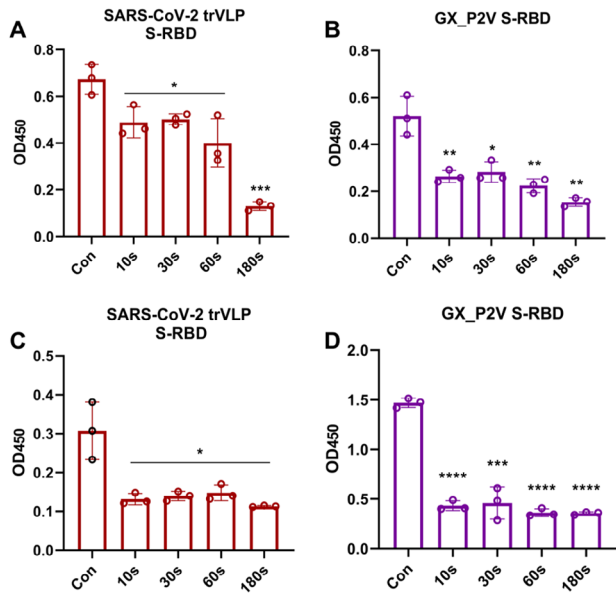 A
SARS-CoV-2 trVLP
S-RBD
OD450
0.8
0.6
0.4
0.2
0.0
*
***
Con
10s
30s
60s
180s
B
GX_P2V S-RBD
OD450
0.8
0.6
0.4
0.2
0.0
**
*
**
**
Con
10s
30s
60s
180s
C
SARS-CoV-2 trVLP
S-RBD
OD450
0.5
0.4
0.3
0.2
0.1
0.0
*
Con
10s
30s
60s
180s
D
GX_P2V S-RBD
OD450
2.0
1.5
1.0
0.5
0.0
****
***
****
****
Con
10s
30s
60s
180s